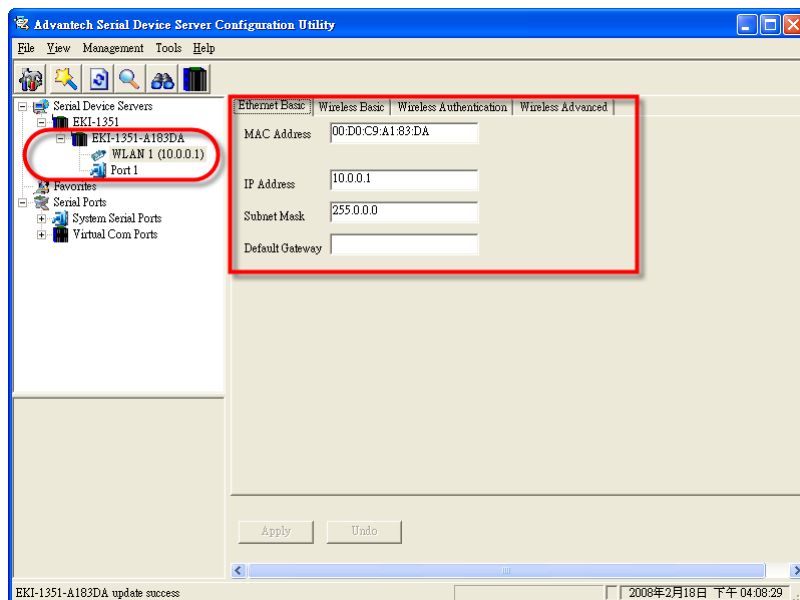 Advantech Serial Device Server Configuration Utility
File View Management Tools Help
Serial Device Servers
EKI-1351
EKI-1351-A183DA
WLAN 1 (10.0.0.1)
Port 1
Favorites
Serial Ports
System Serial Ports
Virtual Com Ports
Ethernet Basic Wireless Basic Wireless Authentication Wireless Advanced
MAC Address 00:D0:C9:A1:83:DA
IP Address 10.0.0.1
Subnet Mask 255.0.0.0
Default Gateway
Apply Undo
EKI-1351-A183DA update success 2008年2月18日 下午 04:08:29